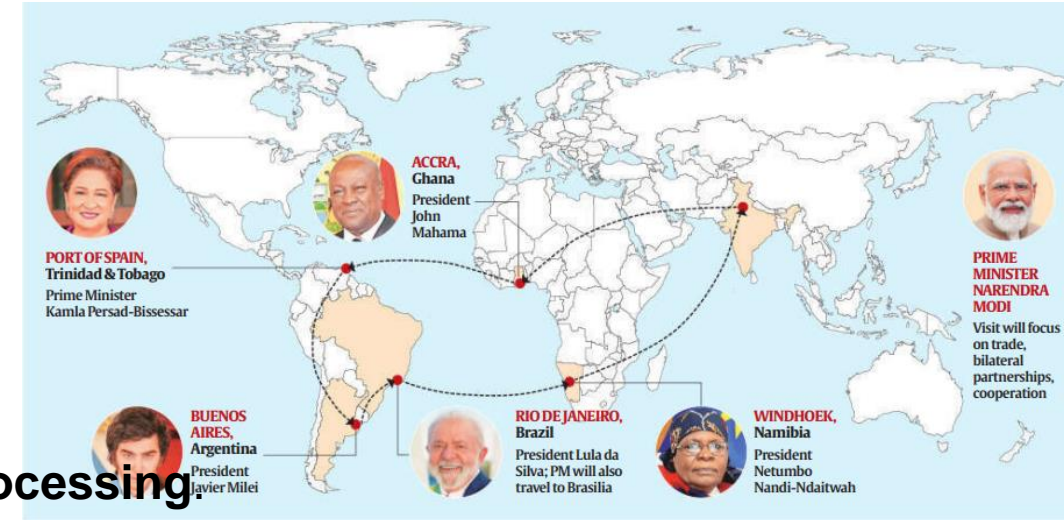 ACCRA,
Ghana
President
John
Mahama
PORT OF SPAIN,
Trinidad & Tobago
Prime Minister
Kamla Persad-Bissessar
PRIME
MINISTER
NARENDRA
MODI
Visit will focus
on trade,
bilateral
partnerships,
cooperation
BUENOS
AIRES,
Argentina
President
Javier Milei
RIO DE JANEIRO,
Brazil
President Lula da
Silva; PM will also
travel to Brasilia
WINDHOEK,
Namibia
President
Netumbo
Nandi-Ndaitwah
ocessing.